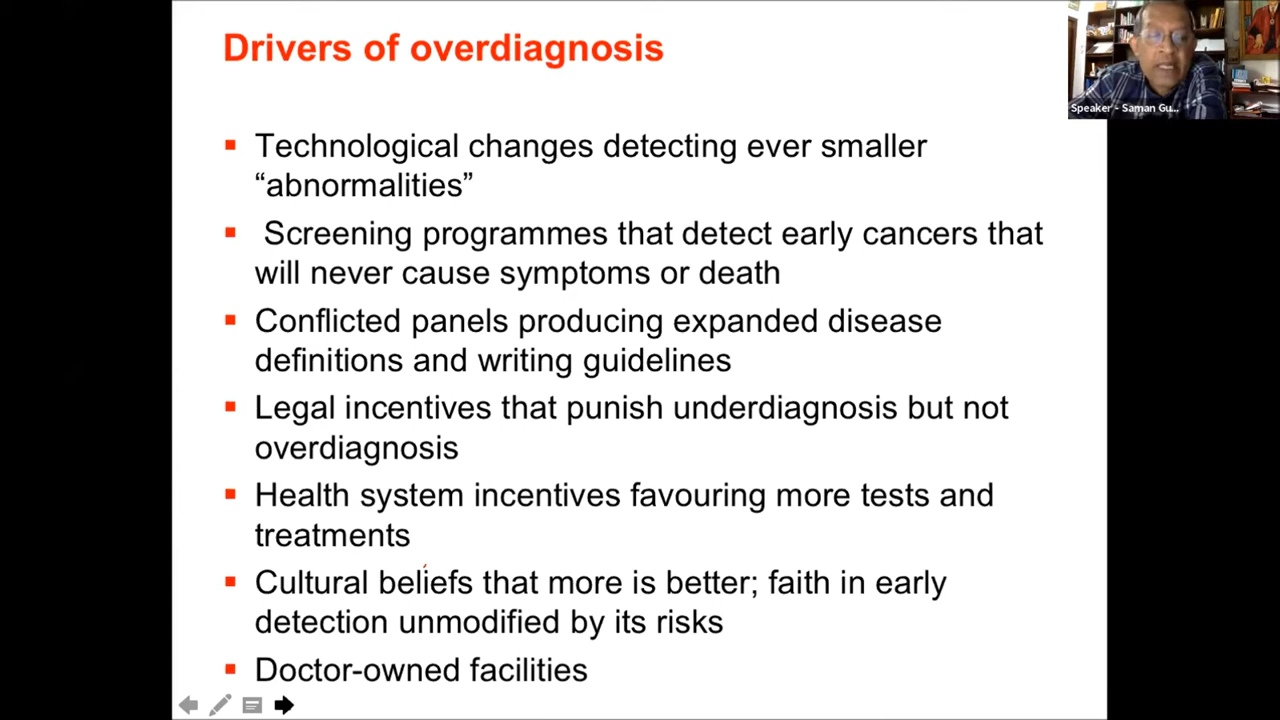 Drivers of overdiagnosis
Speaker - Saman Gu...
Technological changes detecting ever smaller
“abnormalities”
Screening programmes that detect early cancers that
will never cause symptoms or death
Conflicted panels producing expanded disease
definitions and writing guidelines
Legal incentives that punish underdiagnosis but not
overdiagnosis
Health system incentives favouring more tests and
treatments
Cultural beliefs that more is better; faith in early
detection unmodified by its risks
Doctor-owned facilities